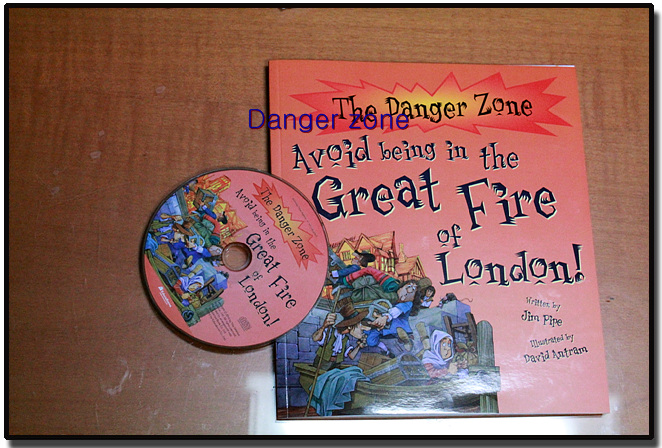 The Danger Zone
Danger zone
Avoid being in the
Great Fire
of
London!
Written by
Jim Pipe
Illustrated by
David Antram
The Danger Zone
Avoid being in the
Great Fire
of
London!